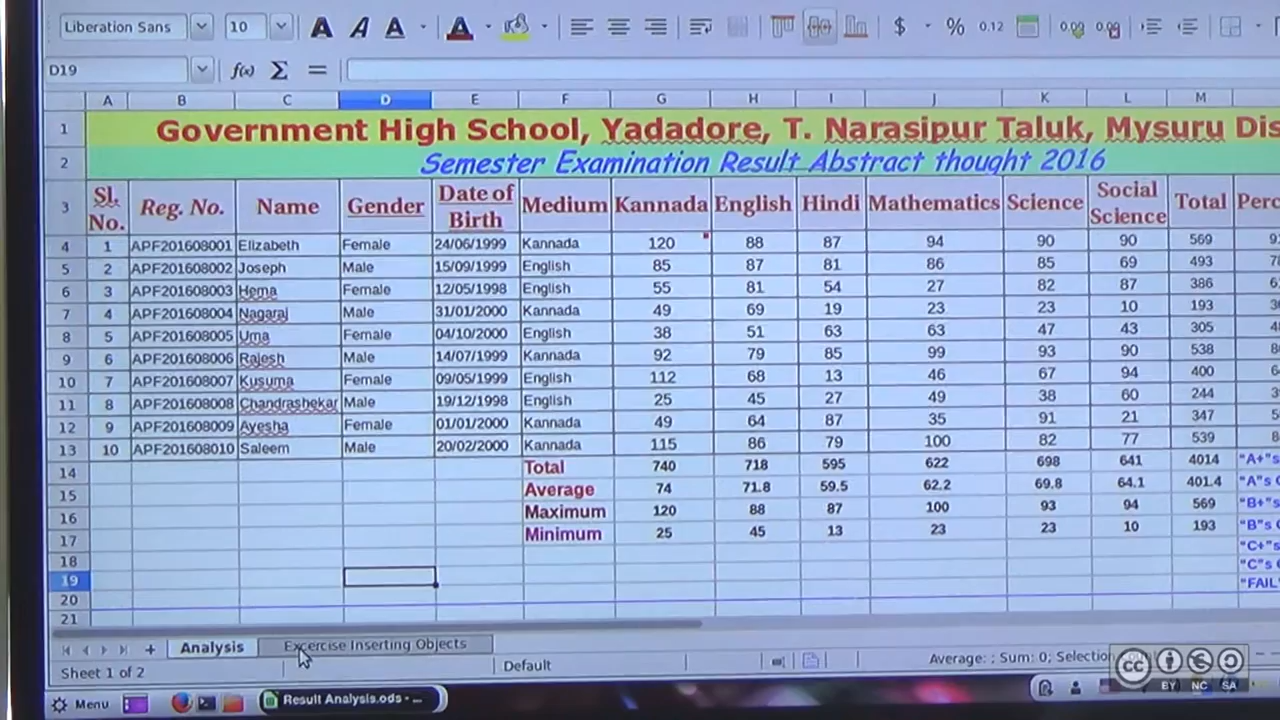 Liberation Sans 10 A A A A $ % 0.12
D19 f(x) Σ =
A B C D E F G H I J K L M
1 Government High School, Yadadore, T. Narasipur Taluk, Mysuru Dis
2 Semester Examination Result Abstract thought 2016
3 Sl. No. Reg. No. Name Gender Date of Birth Medium Kannada English Hindi Mathematics Science Social Science Total Perc
4 1 APF201608001 Elizabeth Female 24/06/1999 Kannada 120 88 87 94 90 90 569
5 2 APF201608002 Joseph Male 15/09/1999 English 85 87 81 86 85 69 493
6 3 APF201608003 Hema Female 12/05/1998 English 55 81 54 27 82 87 386
7 4 APF201608004 Nagaraj Male 31/01/2000 Kannada 49 69 19 23 23 10 193
8 5 APF201608005 Uma Female 04/10/2000 English 38 51 63 63 47 43 305
9 6 APF201608006 Rajesh Male 14/07/1999 Kannada 92 79 85 99 93 90 538
10 7 APF201608007 Kusuma Female 09/05/1999 English 112 68 13 46 67 94 400
11 8 APF201608008 Chandrashekar Male 19/12/1998 English 25 45 27 49 38 60 244
12 9 APF201608009 Ayesha Female 01/01/2000 Kannada 49 64 87 35 91 21 347
13 10 APF201608010 Saleem Male 20/02/2000 Kannada 115 86 79 100 82 77 539
14 Total 740 718 595 622 698 641 4014 "A+"s
15 Average 74 71.8 59.5 62.2 69.8 64.1 401.4 "A"s
16 Maximum 120 88 87 100 93 94 569 "B+"s
17 Minimum 25 45 13 23 23 10 193 "B"s
18 "C+"s
19 "C"s
20 "FAIL"
21
Analysis Excercise Inserting Objects
Sheet 1 of 2 Default Average: ; Sum: 0; Selection
Menu Result Analysis.ods - ...
cc BY NC SA